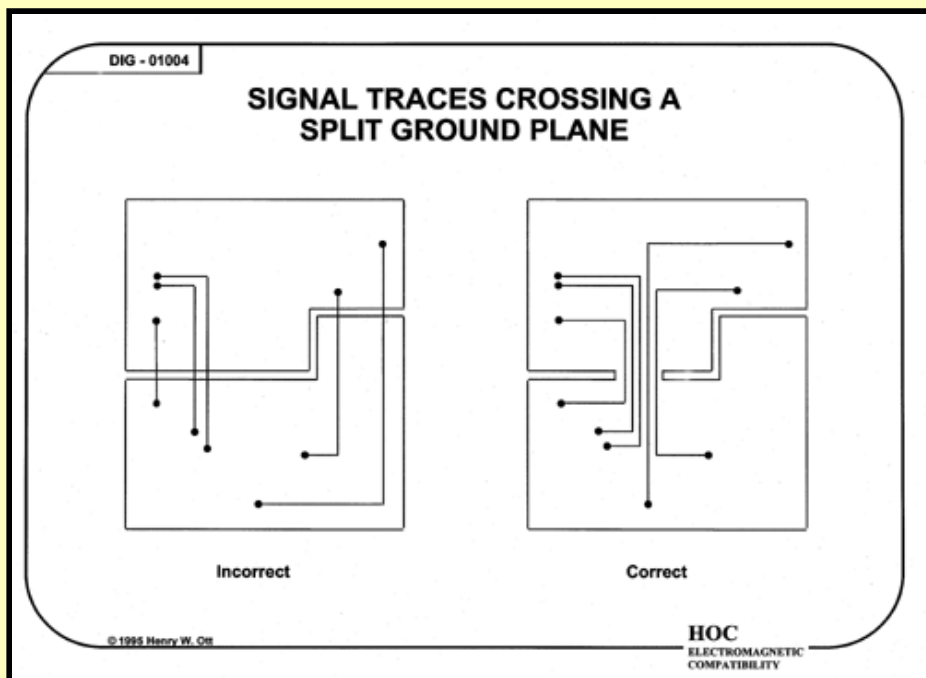 DIG - 01004
SIGNAL TRACES CROSSING A
SPLIT GROUND PLANE
Incorrect
Correct
© 1995 Henry W. Ott
HOC
ELECTROMAGNETIC
COMPATIBILITY